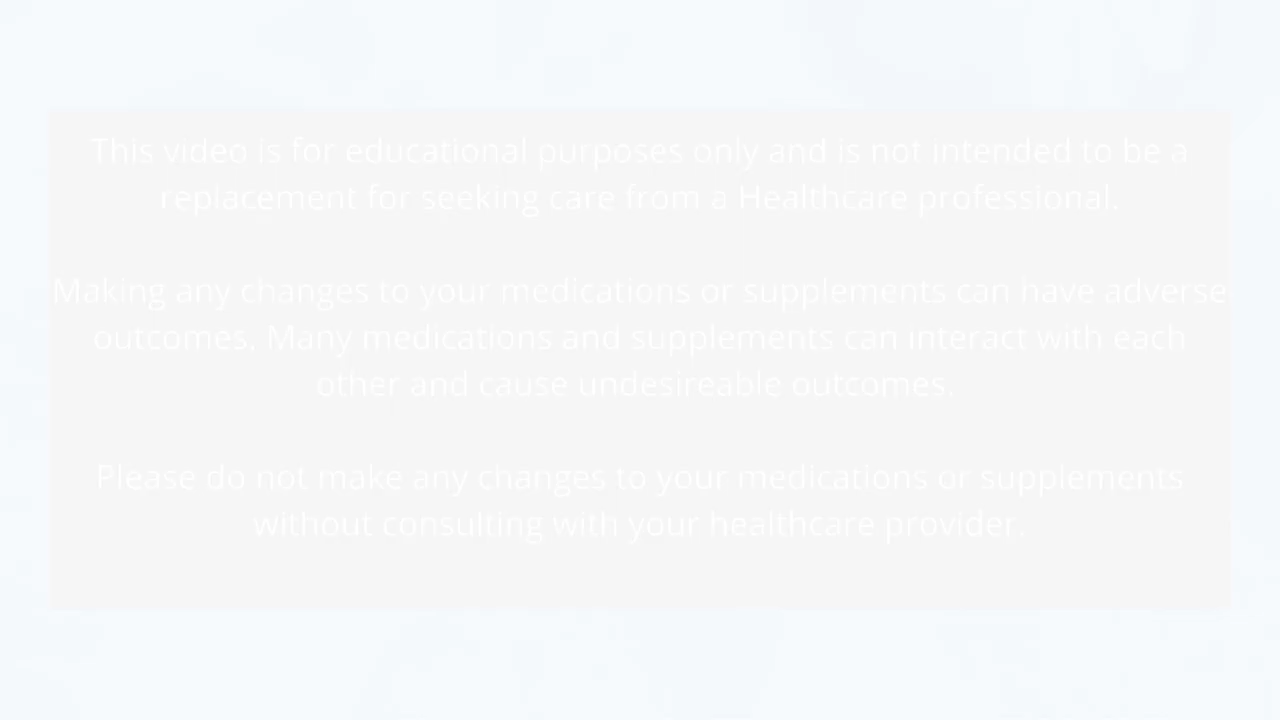 This video is for educational purposes only and is not intended to be a
replacement for seeking care from a Healthcare professional.
Making any changes to your medications or supplements can have adverse
outcomes. Many medications and supplements can interact with each
other and cause undesireable outcomes.
Please do not make any changes to your medications or supplements
without consulting with your healthcare provider.